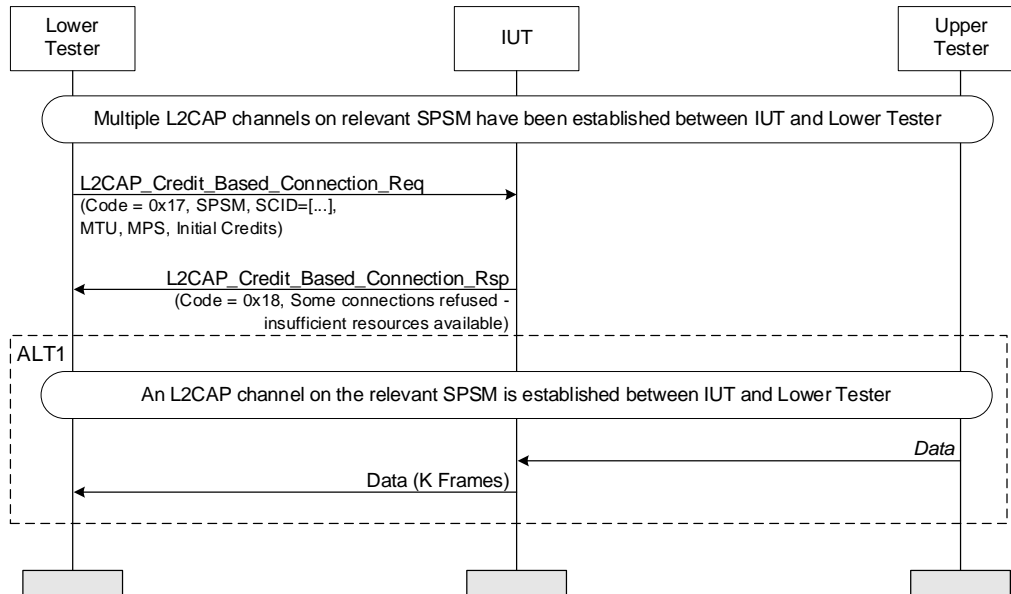 Lower
Tester
IUT
Upper
Tester
Multiple L2CAP channels on relevant SPSM have been established between IUT and Lower Tester
L2CAP_Credit_Based_Connection_Req
(Code = 0x17, SPSM, SCID=[...],
MTU, MPS, Initial Credits)
L2CAP_Credit_Based_Connection_Rsp
(Code = 0x18, Some connections refused -
insufficient resources available)
ALT1
An L2CAP channel on the relevant SPSM is established between IUT and Lower Tester
Data
Data (K Frames)